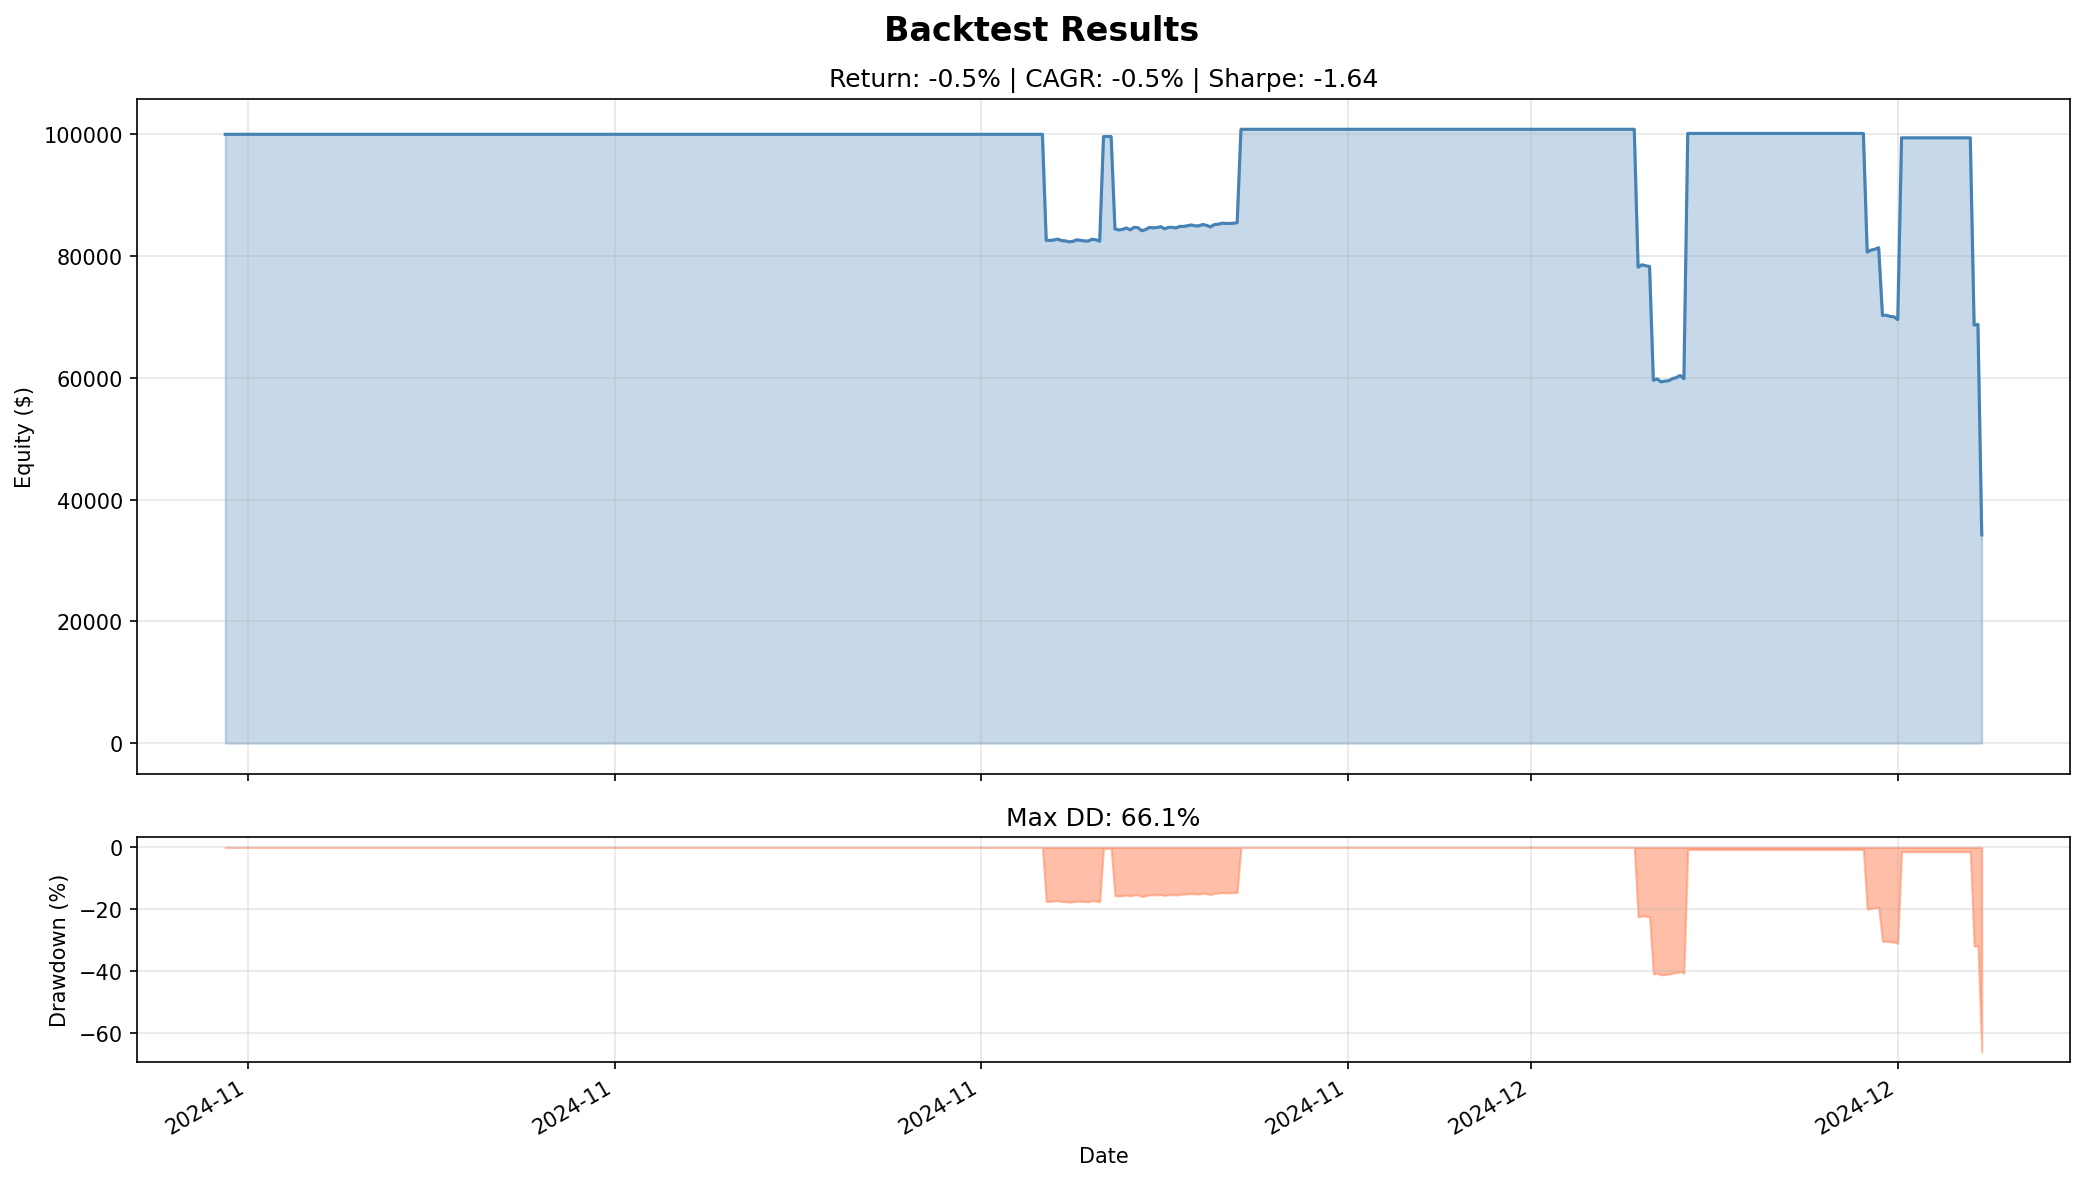 Backtest Results
Return: -0.5% | CAGR: -0.5% | Sharpe: -1.64
Equity ($)
100000
80000
60000
40000
20000
0
Max DD: 66.1%
Drawdown (%)
0
−20
−40
−60
2024-11
2024-11
2024-11
2024-11
2024-12
2024-12
Date